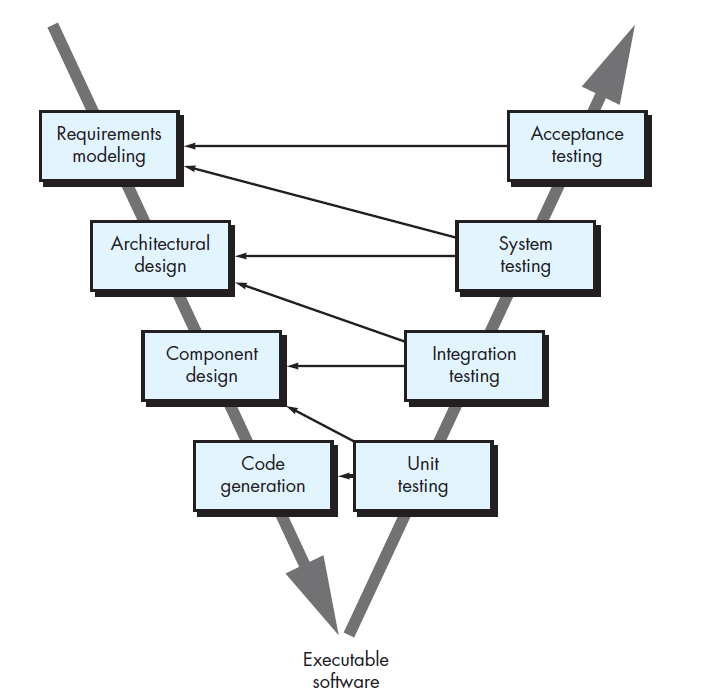 Requirements
modeling
Acceptance
testing
Architectural
design
System
testing
Component
design
Integration
testing
Code
generation
Unit
testing
Executable
software